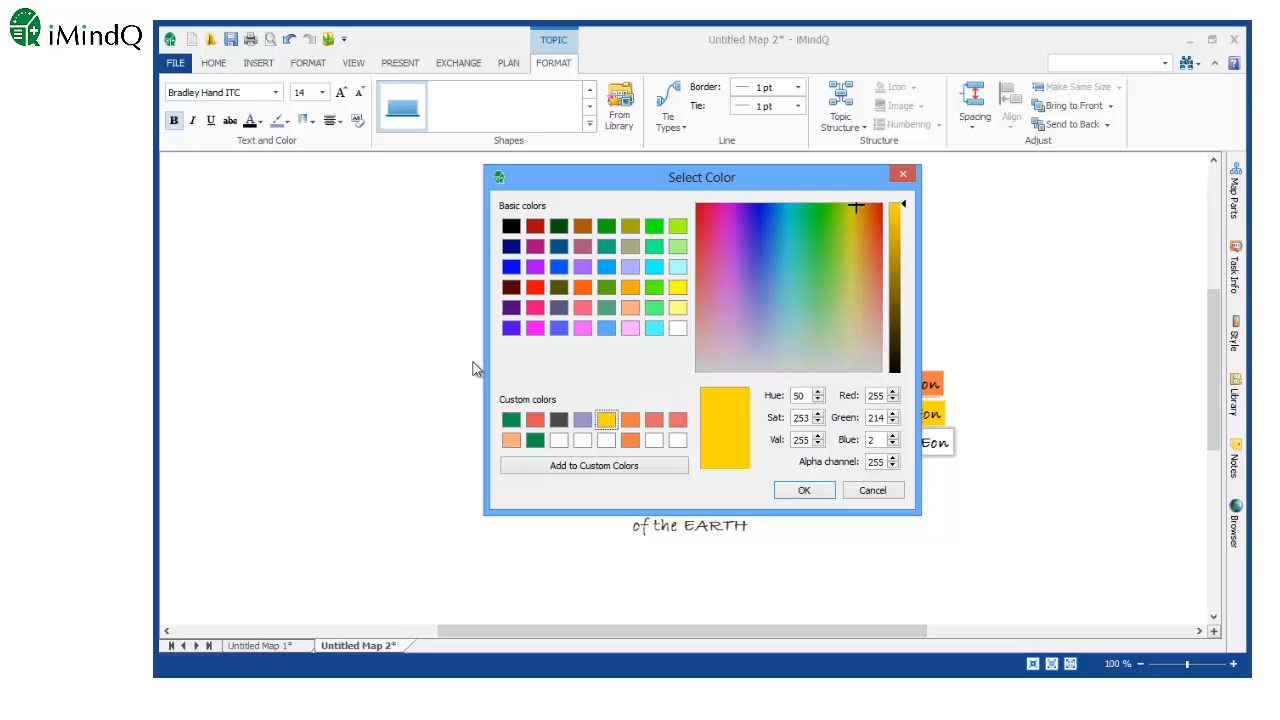 iMindQ
TOPIC
Untitled Map 2* - iMindQ
FILE
HOME
INSERT
FORMAT
VIEW
PRESENT
EXCHANGE
PLAN
FORMAT
Bradley Hand ITC
14
Text and Color
From Library
Shapes
Tie Types
Border:
1 pt
Tie:
1 pt
Line
Topic Structure
Icon
Image
Numbering
Structure
Spacing
Align
Make Same Size
Bring to Front
Send to Back
Adjust
Select Color
Basic colors
Custom colors
Add to Custom Colors
Hue: 50
Red: 255
Sat: 253
Green: 214
Val: 255
Blue: 2
Alpha channel: 255
OK
Cancel
on
on
Eon
of the EARTH
Map Parts
Task Info
Style
Library
Notes
Browser
Untitled Map 1*
Untitled Map 2*
100 %